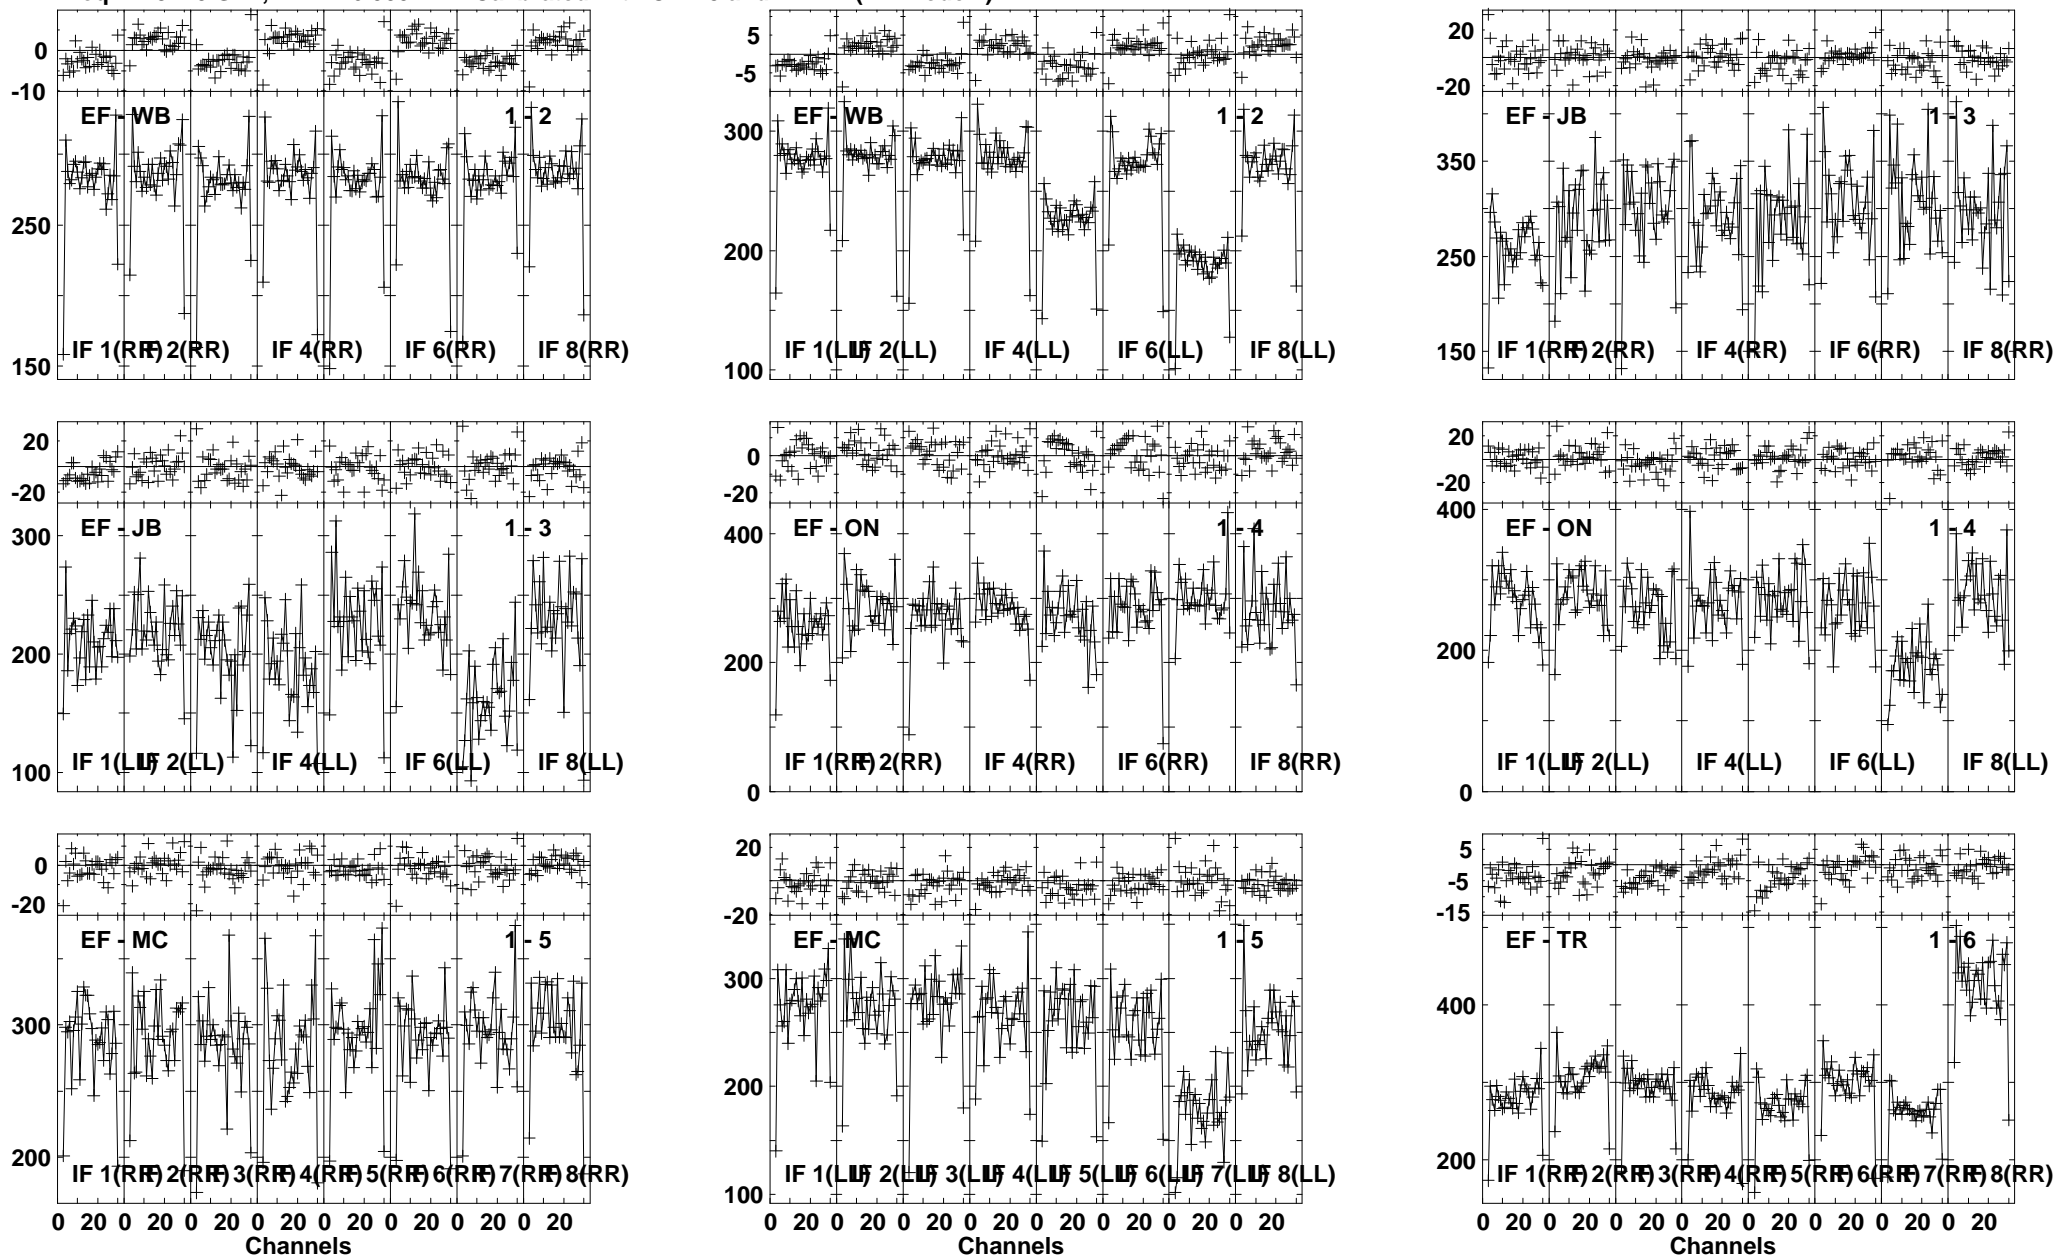 0
-10
EF - WB 1 - 2
250
150
IF 1(RR) IF 2(RR) IF 4(RR) IF 6(RR) IF 8(RR)
5
-5
EF - WB 1 - 2
300
200
100
IF 1(LL) IF 2(LL) IF 4(LL) IF 6(LL) IF 8(LL)
20
-20
EF - JB 1 - 3
350
250
150
IF 1(RR) IF 2(RR) IF 4(RR) IF 6(RR) IF 8(RR)
20
-20
EF - JB 1 - 3
300
200
100
IF 1(LL) IF 2(LL) IF 4(LL) IF 6(LL) IF 8(LL)
0
-20
EF - ON 1 - 4
400
200
0
IF 1(RR) IF 2(RR) IF 4(RR) IF 6(RR) IF 8(RR)
20
-20
EF - ON 1 - 4
400
200
0
IF 1(LL) IF 2(LL) IF 4(LL) IF 6(LL) IF 8(LL)
0
-20
EF - MC 1 - 5
300
200
IF 1(RR) IF 2(RR) IF 3(RR) IF 4(RR) IF 5(RR) IF 6(RR) IF 7(RR) IF 8(RR)
0 20 0 20 0 20 0 20 0 20 0 20 0 20 0 20
Channels
20
-20
EF - MC 1 - 5
300
200
100
IF 1(LL) IF 2(LL) IF 3(LL) IF 4(LL) IF 5(LL) IF 6(LL) IF 7(LL) IF 8(LL)
0 20 0 20 0 20 0 20 0 20 0 20 0 20 0 20
Channels
5
-5
-15
EF - TR 1 - 6
400
200
IF 1(RR) IF 2(RR) IF 3(RR) IF 4(RR) IF 5(RR) IF 6(RR) IF 7(RR) IF 8(RR)
0 20 0 20 0 20 0 20 0 20 0 20 0 20 0 20
Channels